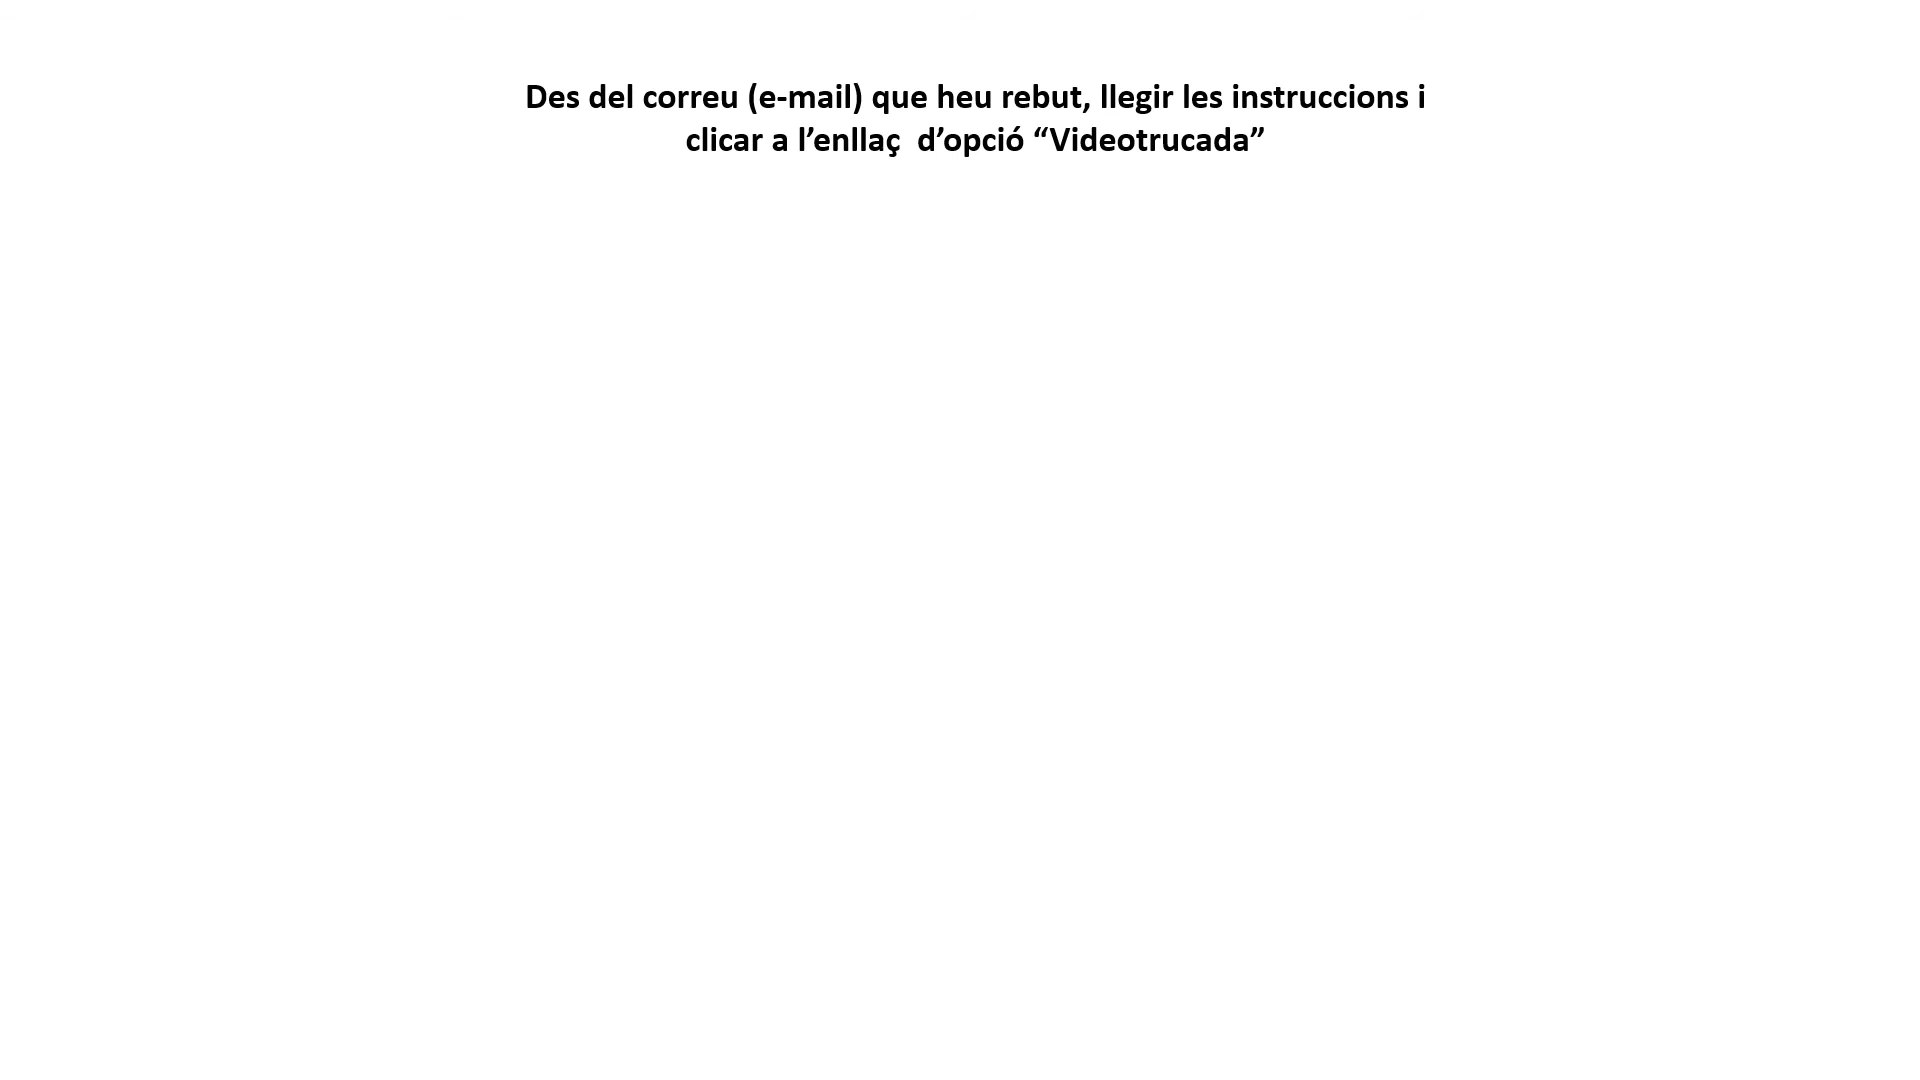 Des del correu (e-mail) que heu rebut, llegir les instruccions i
clicar a l’enllaç  d’opció “Videotrucada”